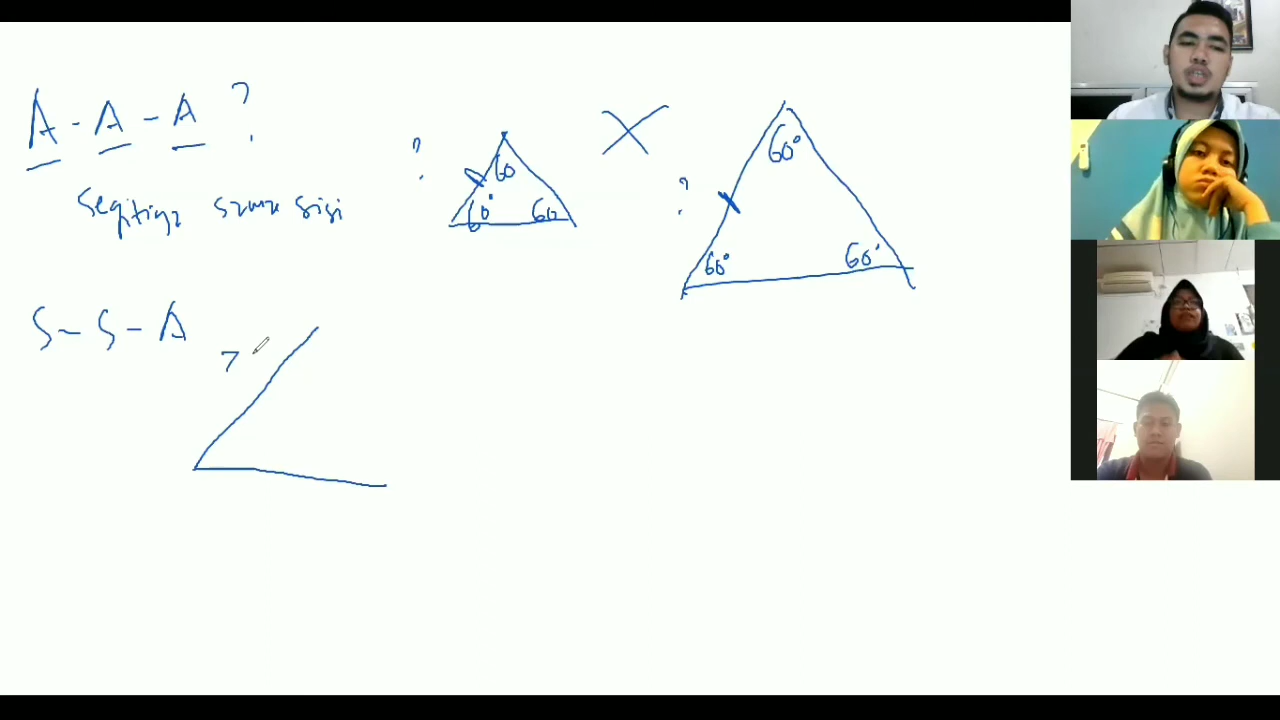 A - A - A ?
Segitiga sama sisi
? 60 60° 60
X
? 60° 60° 60°
S - S - A
7